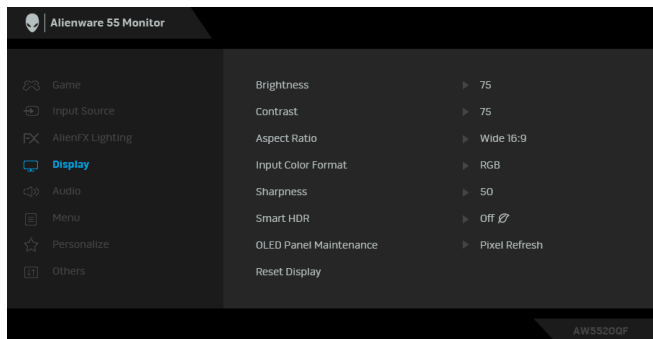 Alienware 55 Monitor
Game
Input Source
FX AlienFX Lighting
Display
Audio
Menu
Personalize
Others
Brightness 75
Contrast 75
Aspect Ratio Wide 16:9
Input Color Format RGB
Sharpness 50
Smart HDR Off
OLED Panel Maintenance Pixel Refresh
Reset Display
AW5520QF